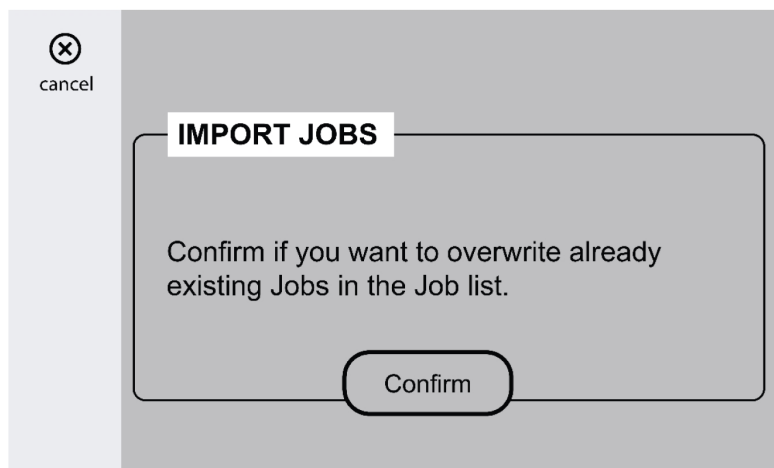 cancel
IMPORT JOBS
Confirm if you want to overwrite already
existing Jobs in the Job list.
Confirm